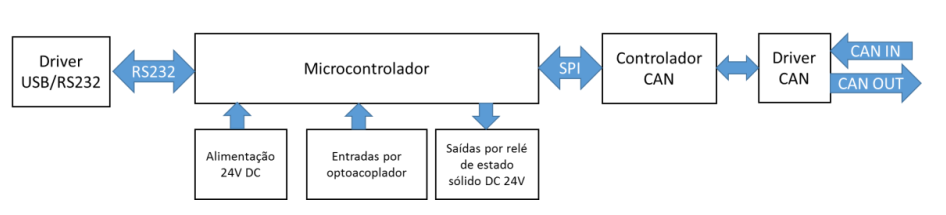 Driver
USB/RS232
RS232
Microcontrolador
SPI
Controlador
CAN
Driver
CAN
CAN IN
CAN OUT
Alimentação
24V DC
Entradas por
optoacoplador
Saídas por relé
de estado
sólido DC 24V